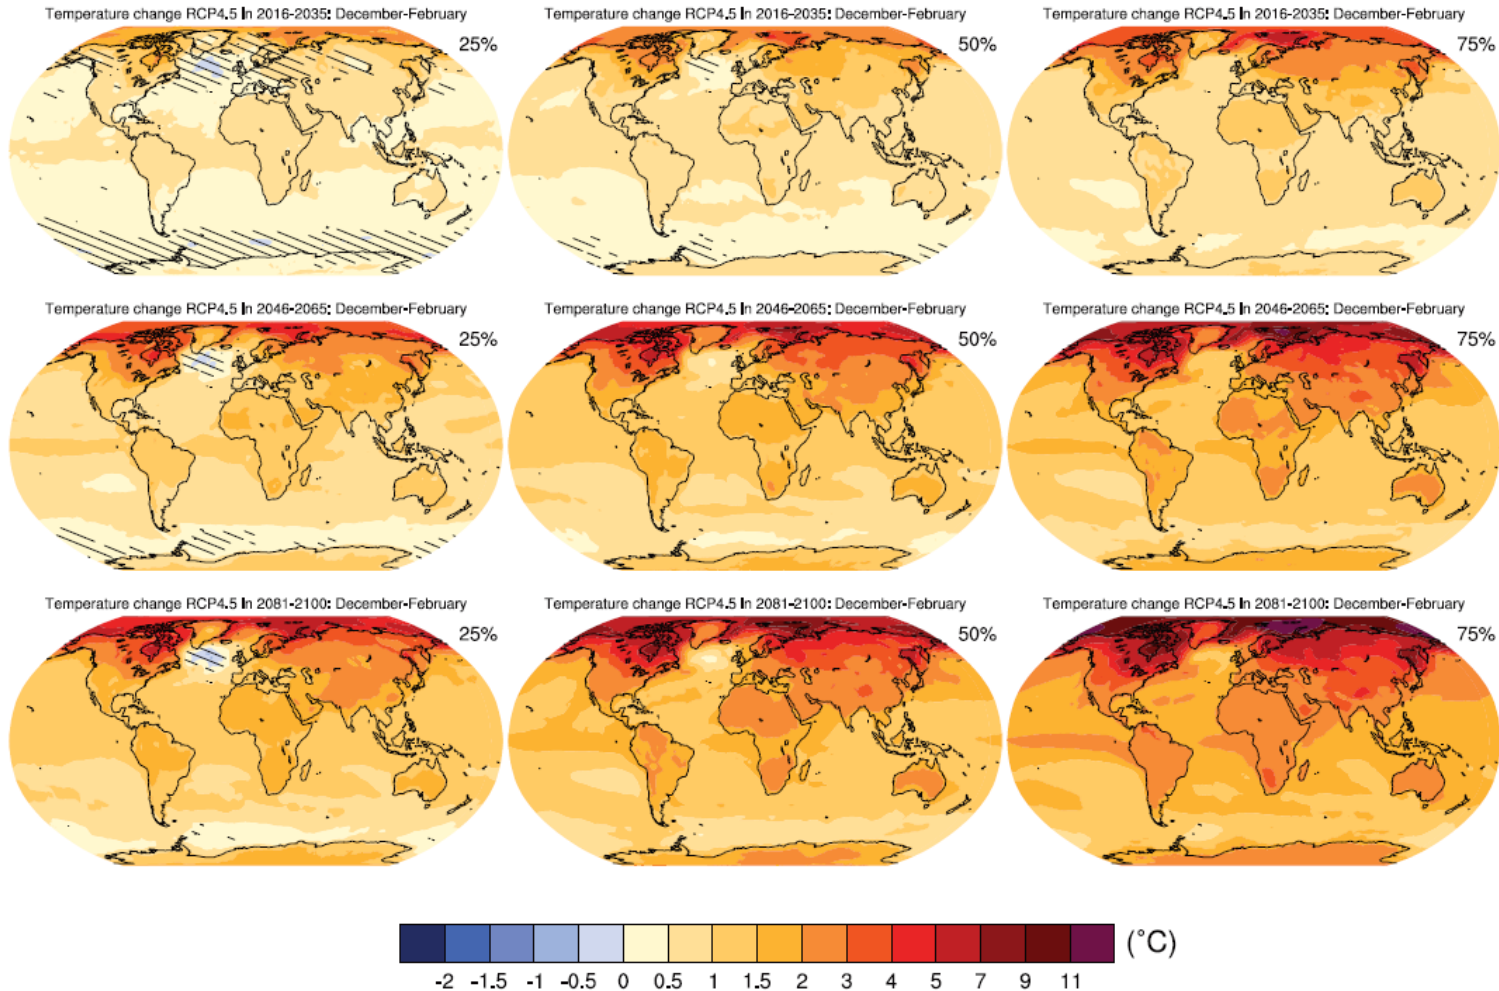 Temperature change RCP4.5 in 2016-2035: December-February
25%
Temperature change RCP4.5 in 2016-2035: December-February
50%
Temperature change RCP4.5 in 2016-2035: December-February
75%
Temperature change RCP4.5 in 2046-2065: December-February
25%
Temperature change RCP4.5 in 2046-2065: December-February
50%
Temperature change RCP4.5 in 2046-2065: December-February
75%
Temperature change RCP4.5 in 2081-2100: December-February
25%
Temperature change RCP4.5 in 2081-2100: December-February
50%
Temperature change RCP4.5 in 2081-2100: December-February
75%
(°C)
-2 -1.5 -1 -0.5 0 0.5 1 1.5 2 3 4 5 7 9 11